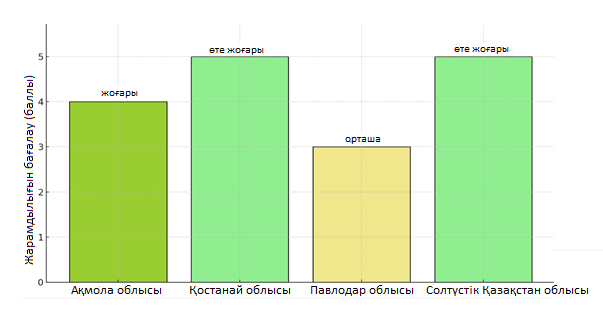 Жарамдылығын бағалау (баллы)
5
4
3
2
1
0
жоғары
өте жоғары
орташа
өте жоғары
Ақмола облысы
Қостанай облысы
Павлодар облысы
Солтүстік Қазақстан облысы